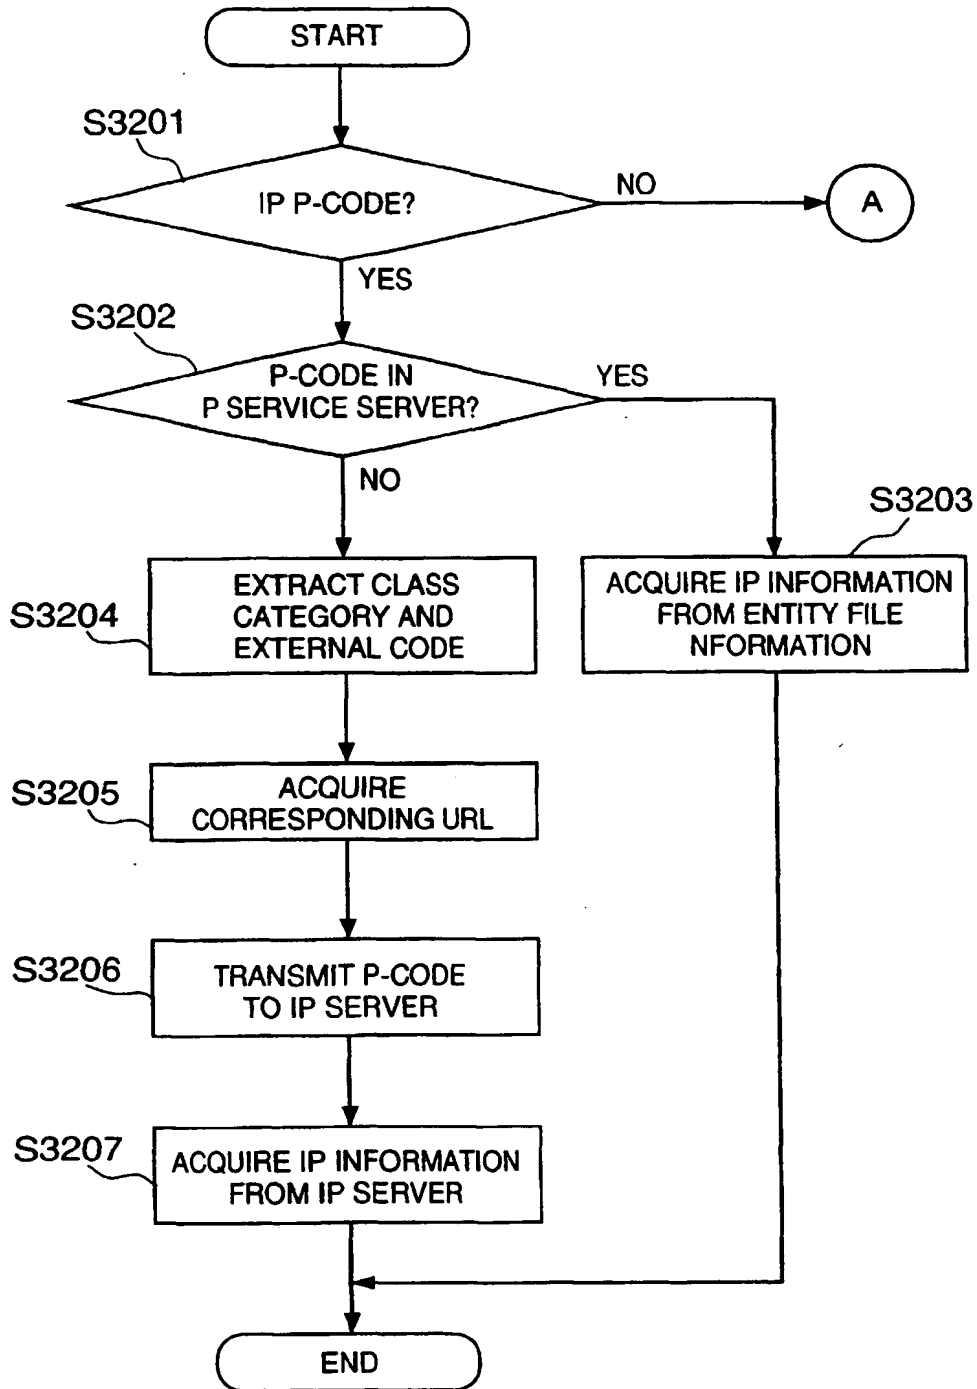 START
S3201
IP P-CODE?
NO
A
YES
S3202
P-CODE IN
P SERVICE SERVER?
YES
NO
S3203
ACQUIRE IP INFORMATION
FROM ENTITY FILE
NFORMATION
S3204
EXTRACT CLASS
CATEGORY AND
EXTERNAL CODE
S3205
ACQUIRE
CORRESPONDING URL
S3206
TRANSMIT P-CODE
TO IP SERVER
S3207
ACQUIRE IP INFORMATION
FROM IP SERVER
END